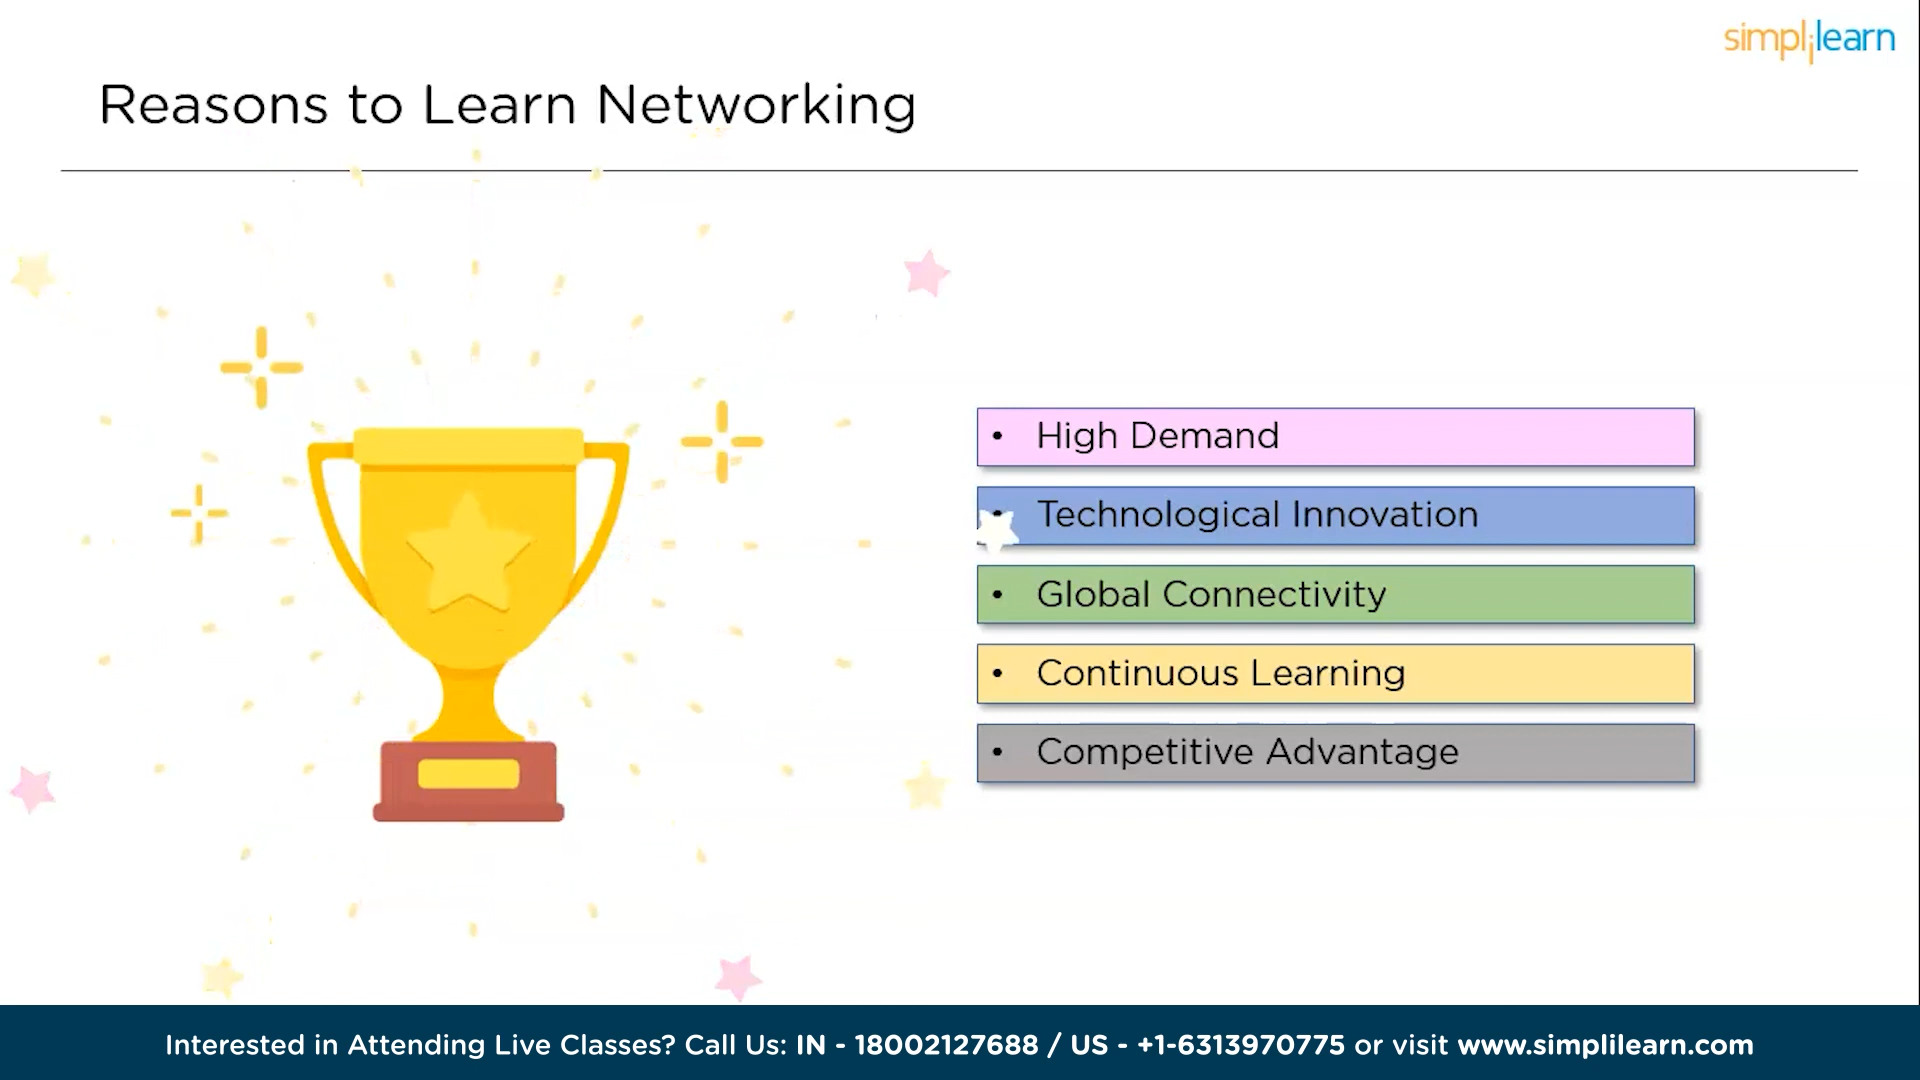 simplilearn
Reasons to Learn Networking
• High Demand
• Technological Innovation
• Global Connectivity
• Continuous Learning
• Competitive Advantage
Interested in Attending Live Classes? Call Us: IN - 18002127688 / US - +1-6313970775 or visit www.simplilearn.com